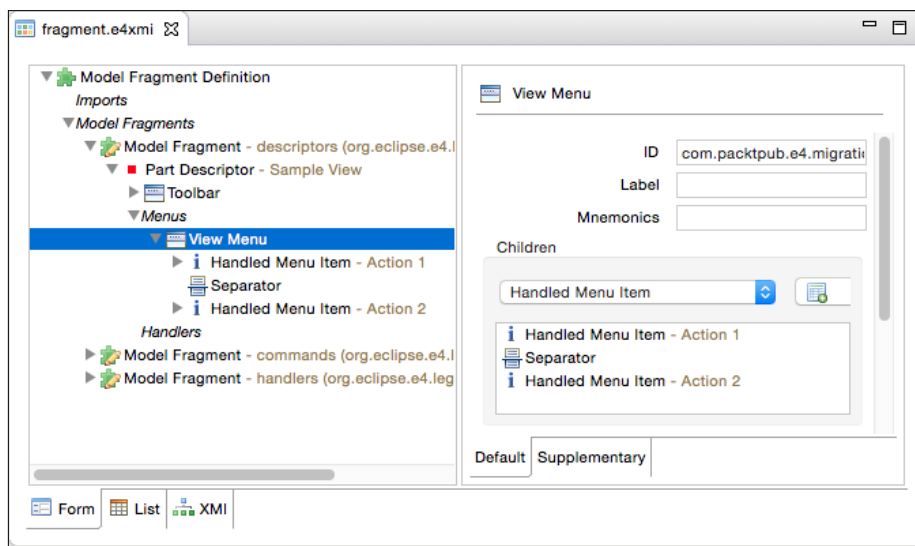 fragment.e4xmi
Model Fragment Definition
Imports
Model Fragments
Model Fragment - descriptors (org.eclipse.e4.
Part Descriptor - Sample View
Toolbar
Menus
View Menu
Handled Menu Item - Action 1
Separator
Handled Menu Item - Action 2
Handlers
Model Fragment - commands (org.eclipse.e4.
Model Fragment - handlers (org.eclipse.e4.leg
View Menu
ID com.packtpub.e4.migratio
Label
Mnemonics
Children
Handled Menu Item
Handled Menu Item - Action 1
Separator
Handled Menu Item - Action 2
Default Supplementary
Form List XMI